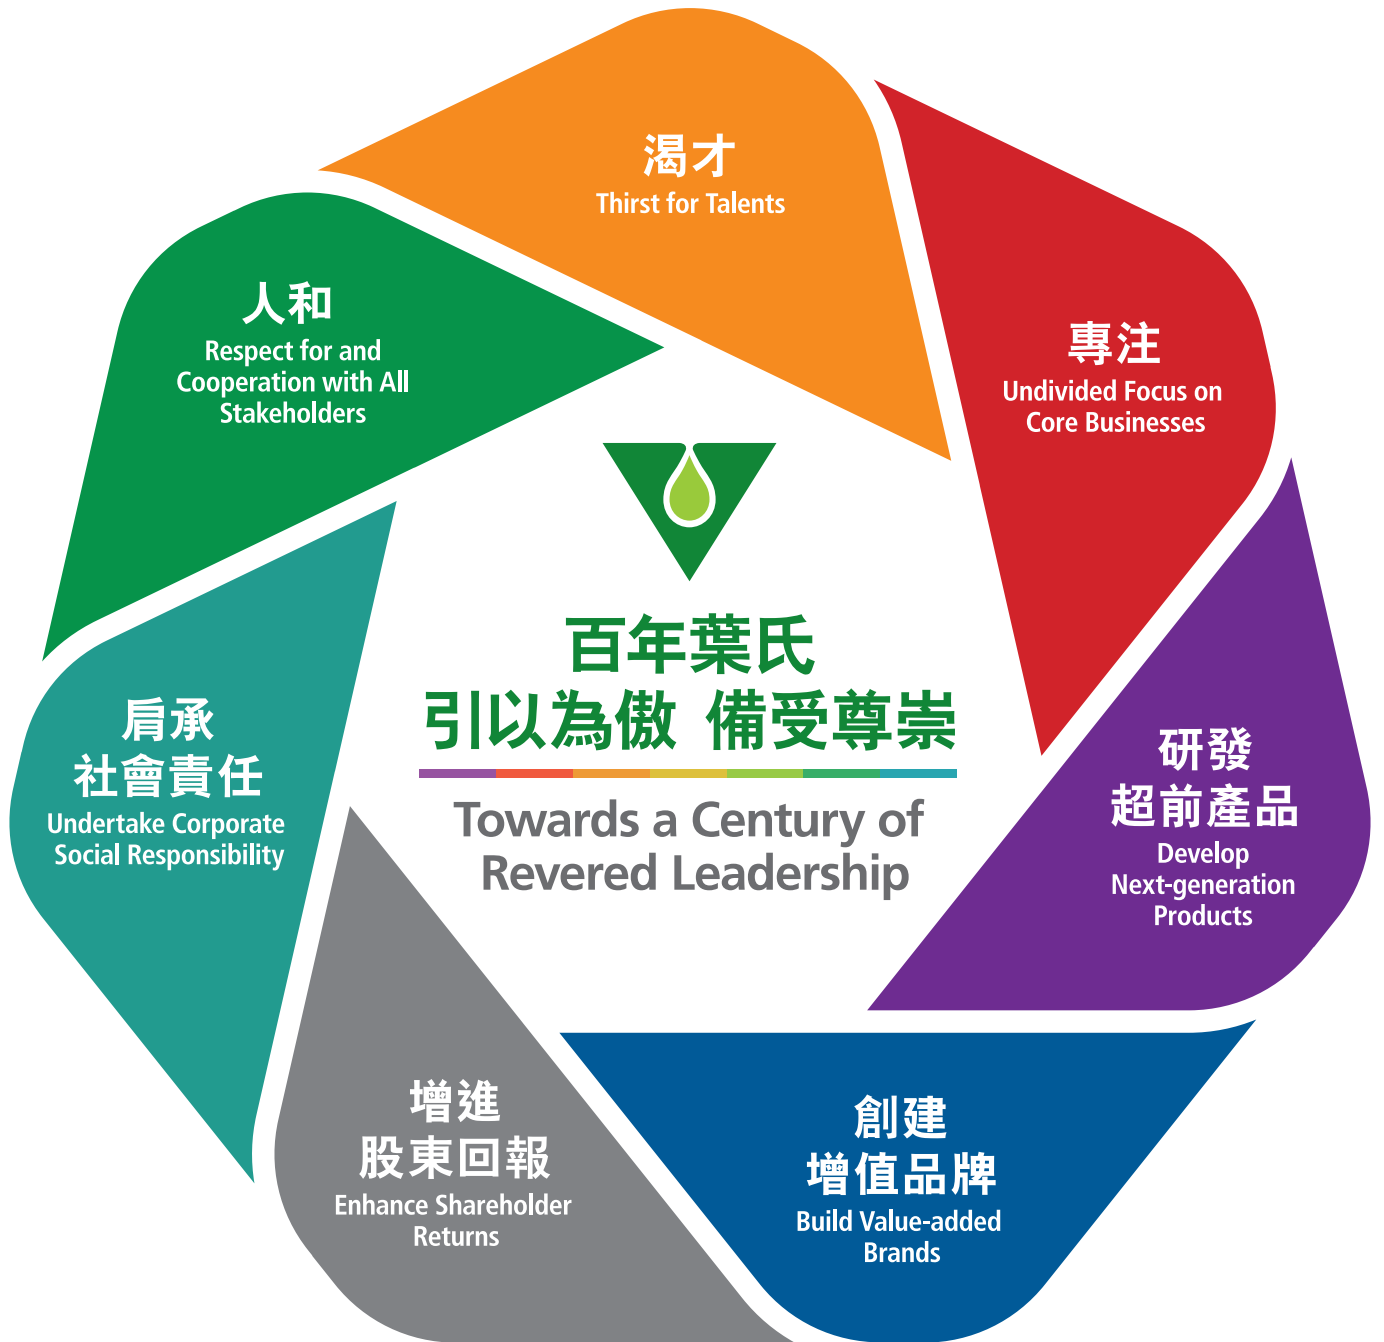 渴才
Thirst for Talents
專注
Undivided Focus on
Core Businesses
研發
超前產品
Develop
Next-generation
Products
創建
增值品牌
Build Value-added
Brands
增進
股東回報
Enhance Shareholder
Returns
肩承
社會責任
Undertake Corporate
Social Responsibility
人和
Respect for and
Cooperation with All
Stakeholders
百年葉氏
引以為傲 備受尊崇
Towards a Century of
Revered Leadership